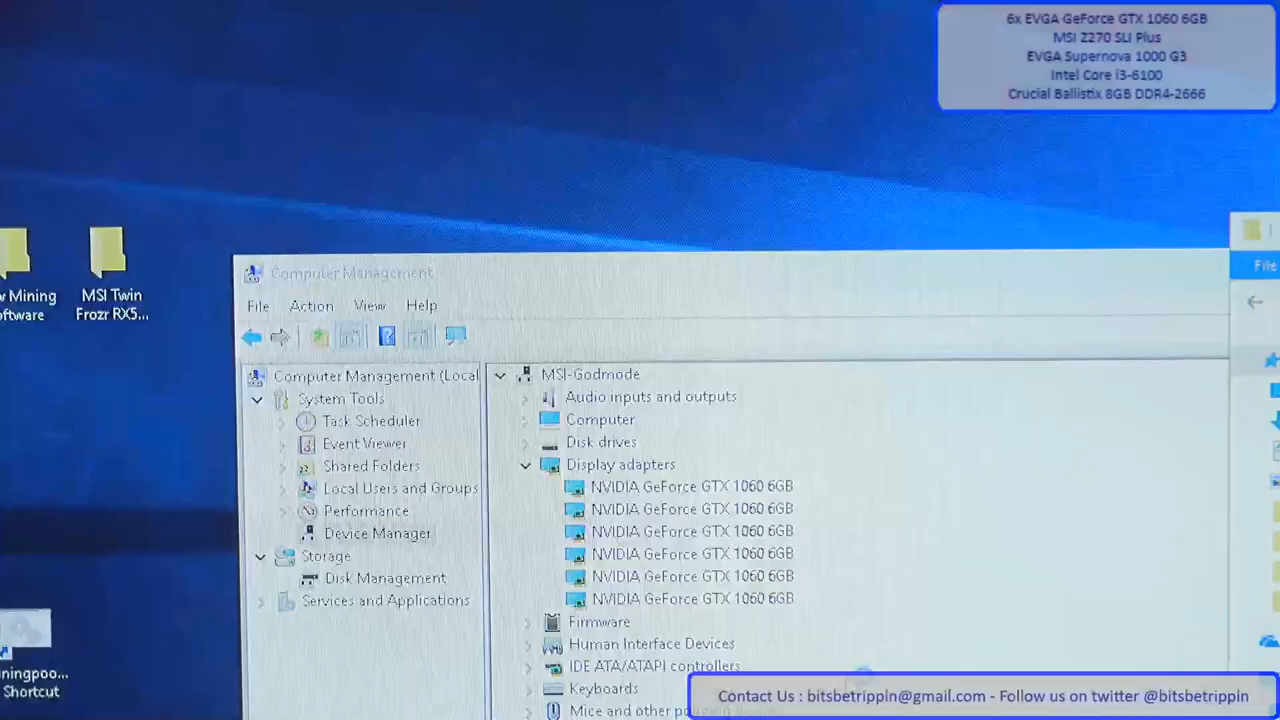 6x EVGA GeForce GTX 1060 6GB
MSI Z270 SLI Plus
EVGA Supernova 1000 G3
Intel Core i3-6100
Crucial Ballistix 8GB DDR4-2666
Mining
MSI Twin
Frozr RX5...
Computer Management
File
File Action View Help
Computer Management (Local
System Tools
Task Scheduler
Event Viewer
Shared Folders
Local Users and Groups
Performance
Device Manager
Storage
Disk Management
Services and Applications
MSI-Godmode
Audio inputs and outputs
Computer
Disk drives
Display adapters
NVIDIA GeForce GTX 1060 6GB
NVIDIA GeForce GTX 1060 6GB
NVIDIA GeForce GTX 1060 6GB
NVIDIA GeForce GTX 1060 6GB
NVIDIA GeForce GTX 1060 6GB
NVIDIA GeForce GTX 1060 6GB
Firmware
Human Interface Devices
IDE ATA/ATAPI controllers
Keyboards
Mice and other
Shortcut
Contact Us : bitsbetrippin@gmail.com - Follow us on twitter @bitsbetrippin